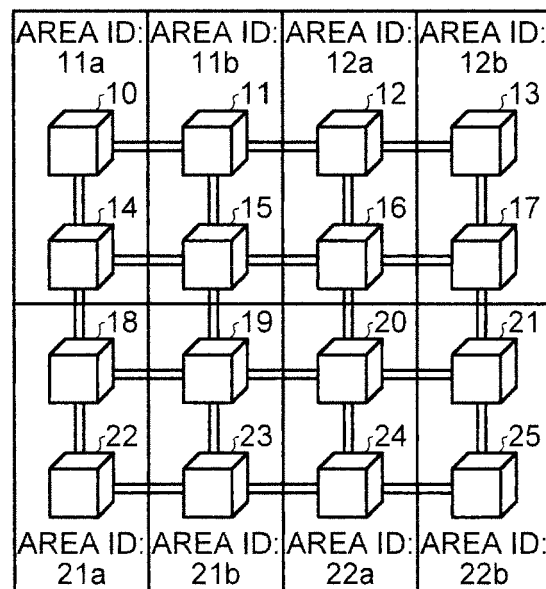 AREA ID: AREA ID: AREA ID: AREA ID:
11a 11b 12a 12b
10 11 12 13
14 15 16 17
18 19 20 21
22 23 24 25
AREA ID: AREA ID: AREA ID: AREA ID:
21a 21b 22a 22b